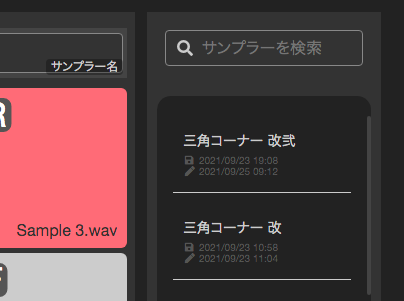 サンプラー名
Sample 3.wav
サンプラーを検索
三角コーナー 改弐
2021/09/23 19:08
2021/09/25 09:12
三角コーナー 改
2021/09/23 10:58
2021/09/23 11:04